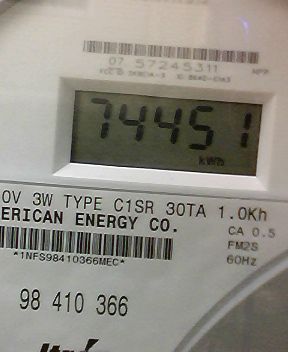 07 57245311
74451
kWh
0V 3W TYPE C1SR 30TA 1.0Kh
ERICAN ENERGY CO.
CA 0.5
FM2S
60Hz
*1NFS98410366MEC*
98 410 366